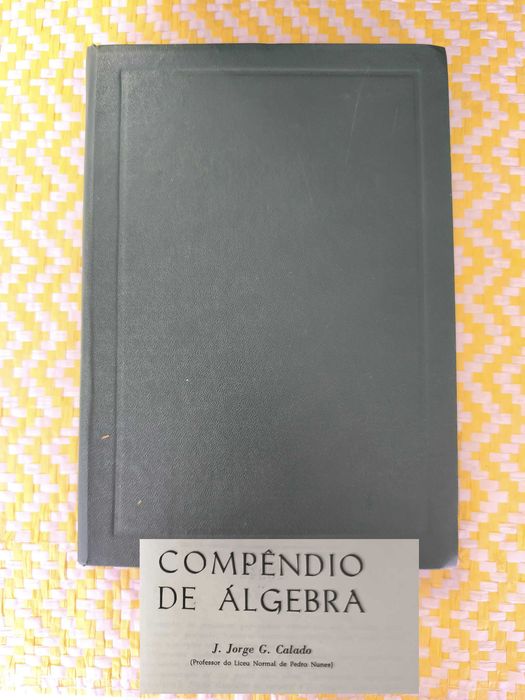 COMPÊNDIO
DE ÁLGEBRA
J. Jorge G. Calado
(Professor do Liceu Normal de Pedro Nunes)